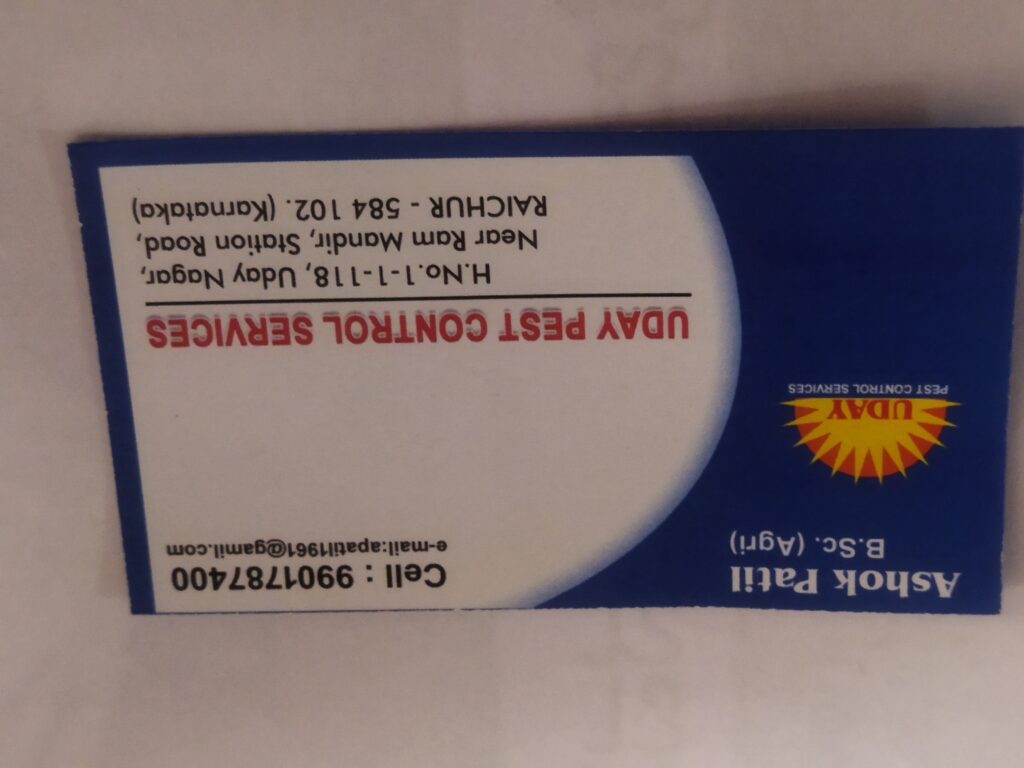 Ashok Patil
B.Sc. (Agri)
Cell : 9901787400
e-mail:apatil1961@gamil.com
UDAY
PEST CONTROL SERVICES
UDAY PEST CONTROL SERVICES
H.No.1-1-118, Uday Nagar,
Near Ram Mandir, Station Road,
RAICHUR - 584 102. (Karnataka)